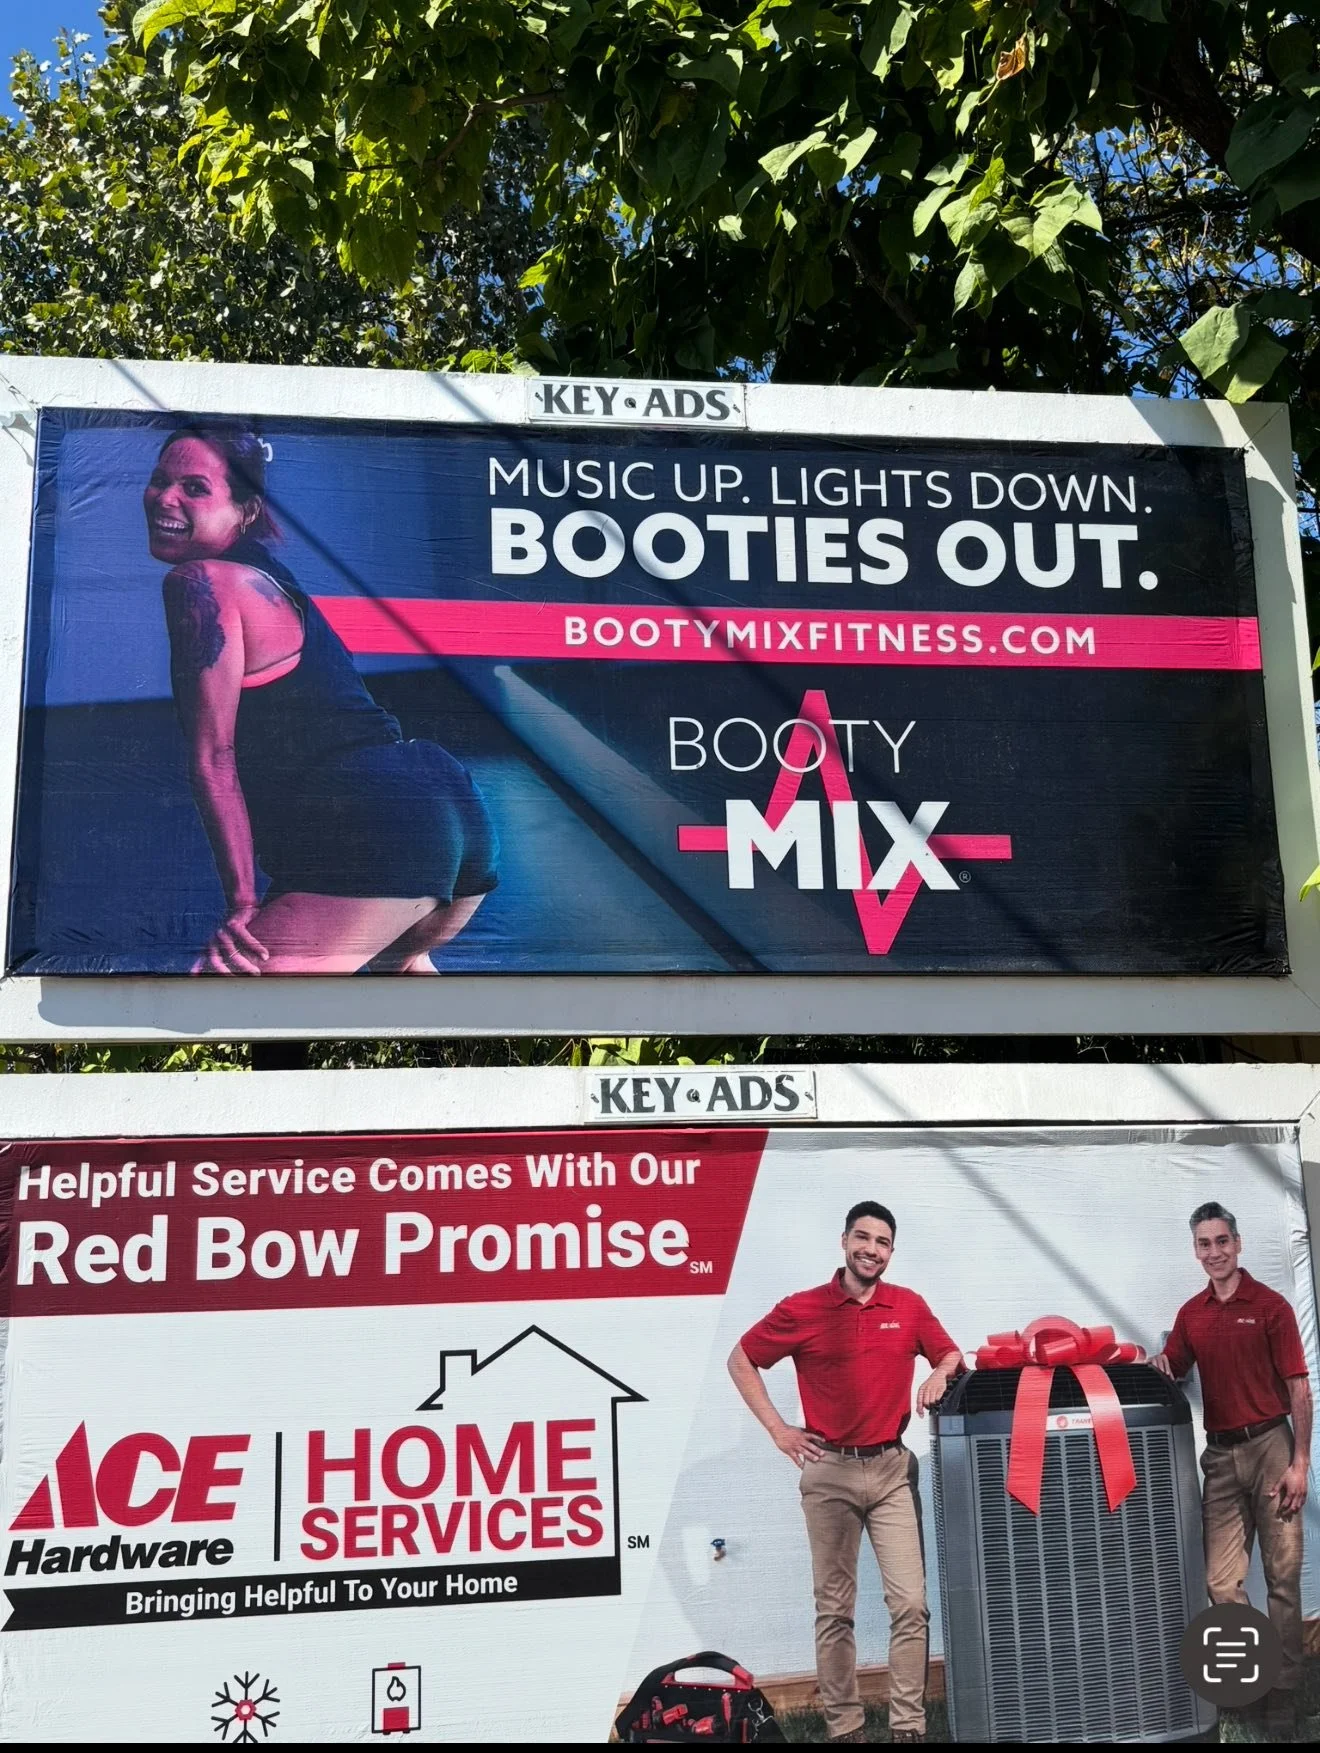 KEY•ADS
MUSIC UP. LIGHTS DOWN.
BOOTIES OUT.
BOOTYMIXFITNESS.COM
BOOTY
MIX®
KEY•ADS
Helpful Service Comes With Our
Red Bow Promise SM
ACE
Hardware
HOME
SERVICES SM
Bringing Helpful To Your Home